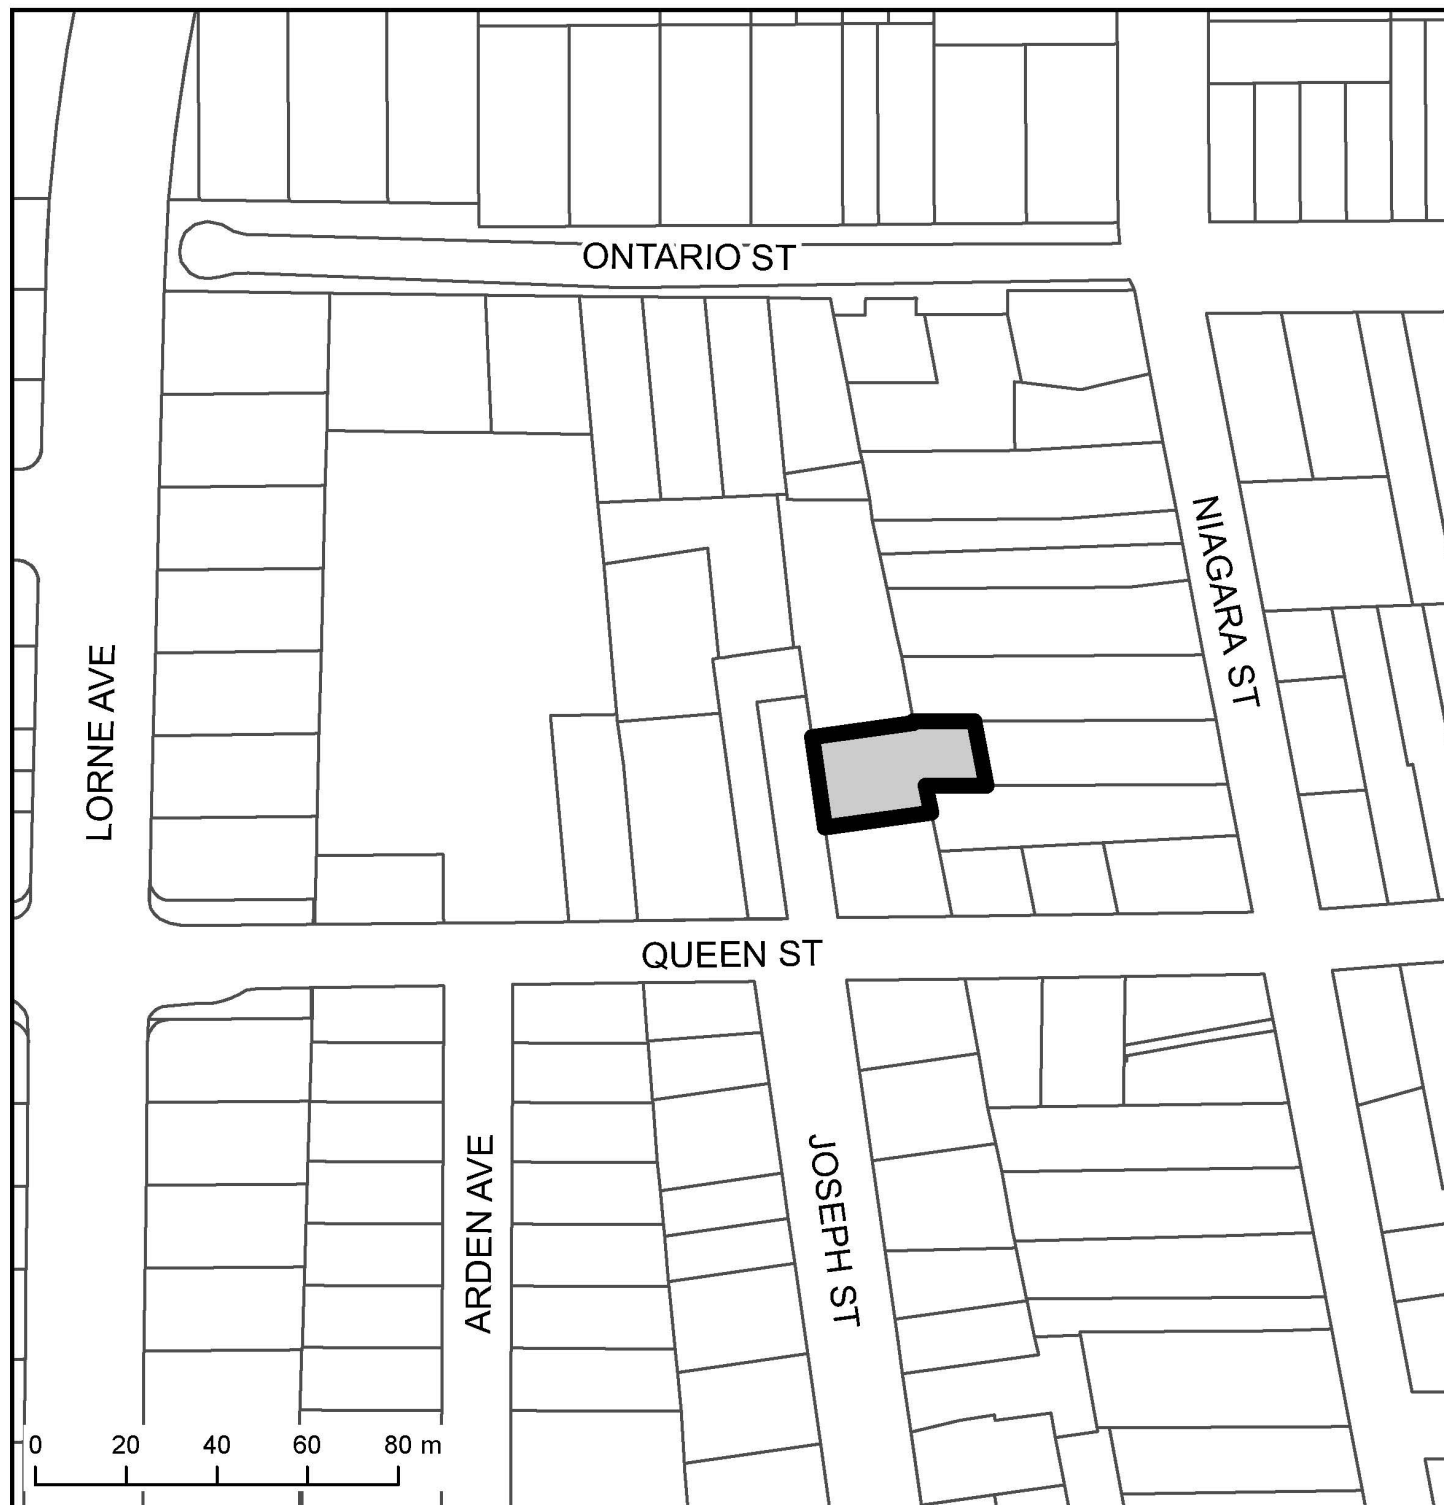 ONTARIO ST
NIAGARA ST
LORNE AVE
QUEEN ST
ARDEN AVE
JOSEPH ST
0 20 40 60 80 m